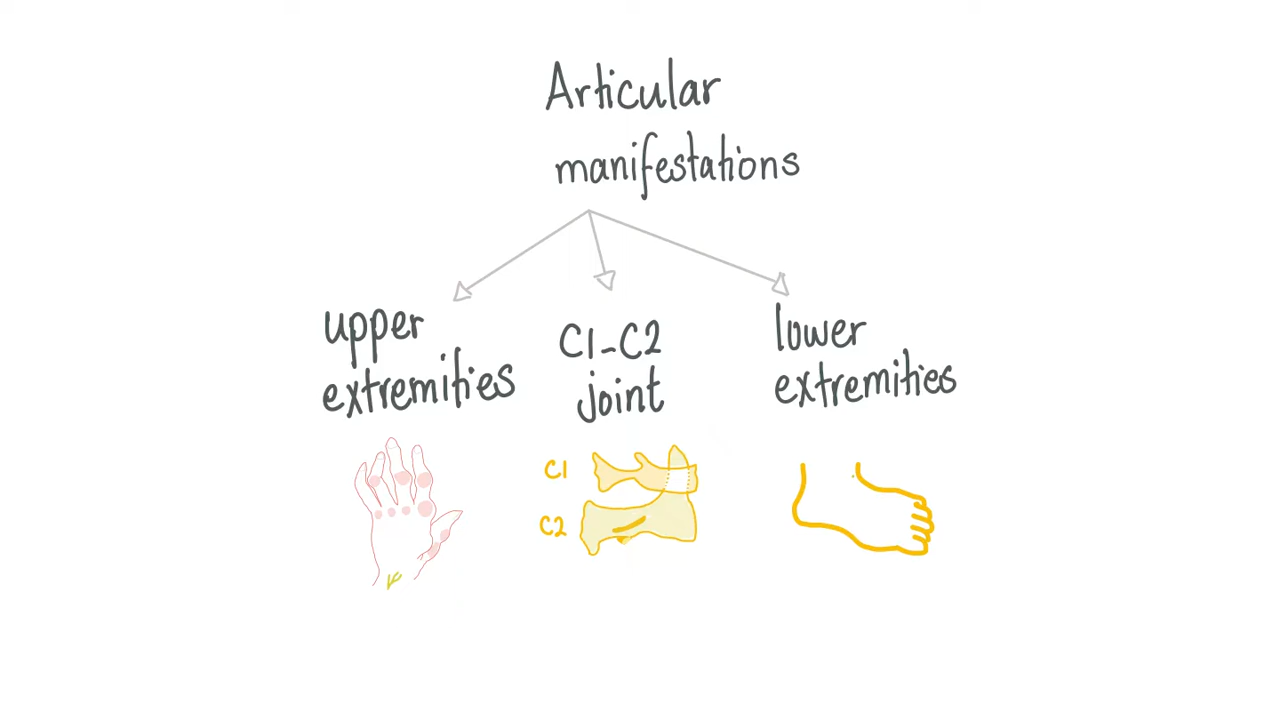 Articular
manifestations
upper
extremities
C1-C2
joint
lower
extremities
C1
C2